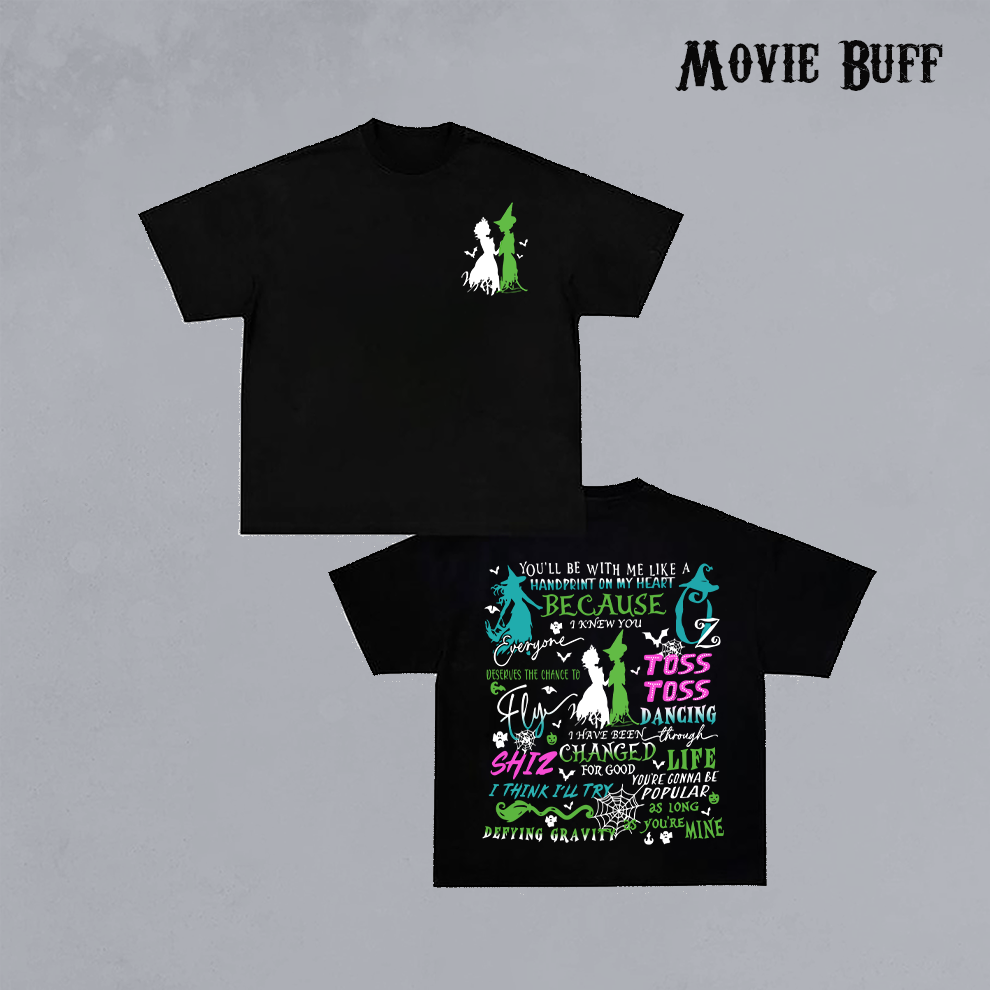 MOVIE BUFF
YOU'LL BE WITH ME LIKE A
HANDPRINT ON MY HEART
BECAUSE
I KNEW YOU
OZ
Everyone
DESERVES THE CHANCE TO
Fly
TOSS
TOSS
DANCING
through
LIFE
I HAVE BEEN
CHANGED
FOR GOOD
SHIZ
YOU'RE GONNA BE
POPULAR
I THINK I'LL TRY
DEFYING GRAVITY
AS LONG
AS YOU'RE MINE